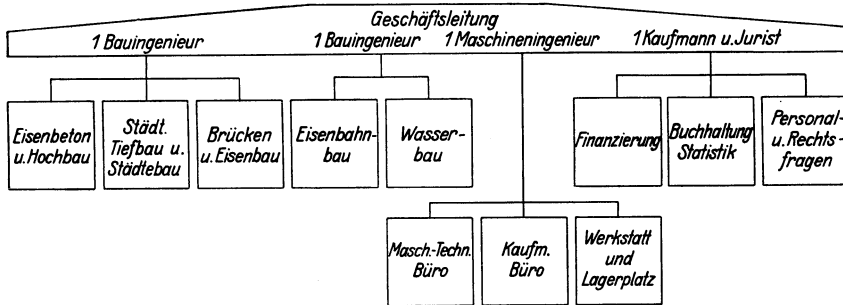 Geschäftsleitung
1 Bauingenieur 1 Bauingenieur 1 Maschineningenieur 1 Kaufmann u. Jurist
Eisenbeton
u. Hochbau
Städt.
Tiefbau u.
Städtebau
Brücken
u. Eisenbau
Eisenbahn-
bau
Wasser-
bau
Finanzierung
Buchhaltung
Statistik
Personal-
u. Rechts-
fragen
Masch.-Techn.
Büro
Kaufm.
Büro
Werkstatt
und
Lagerplatz